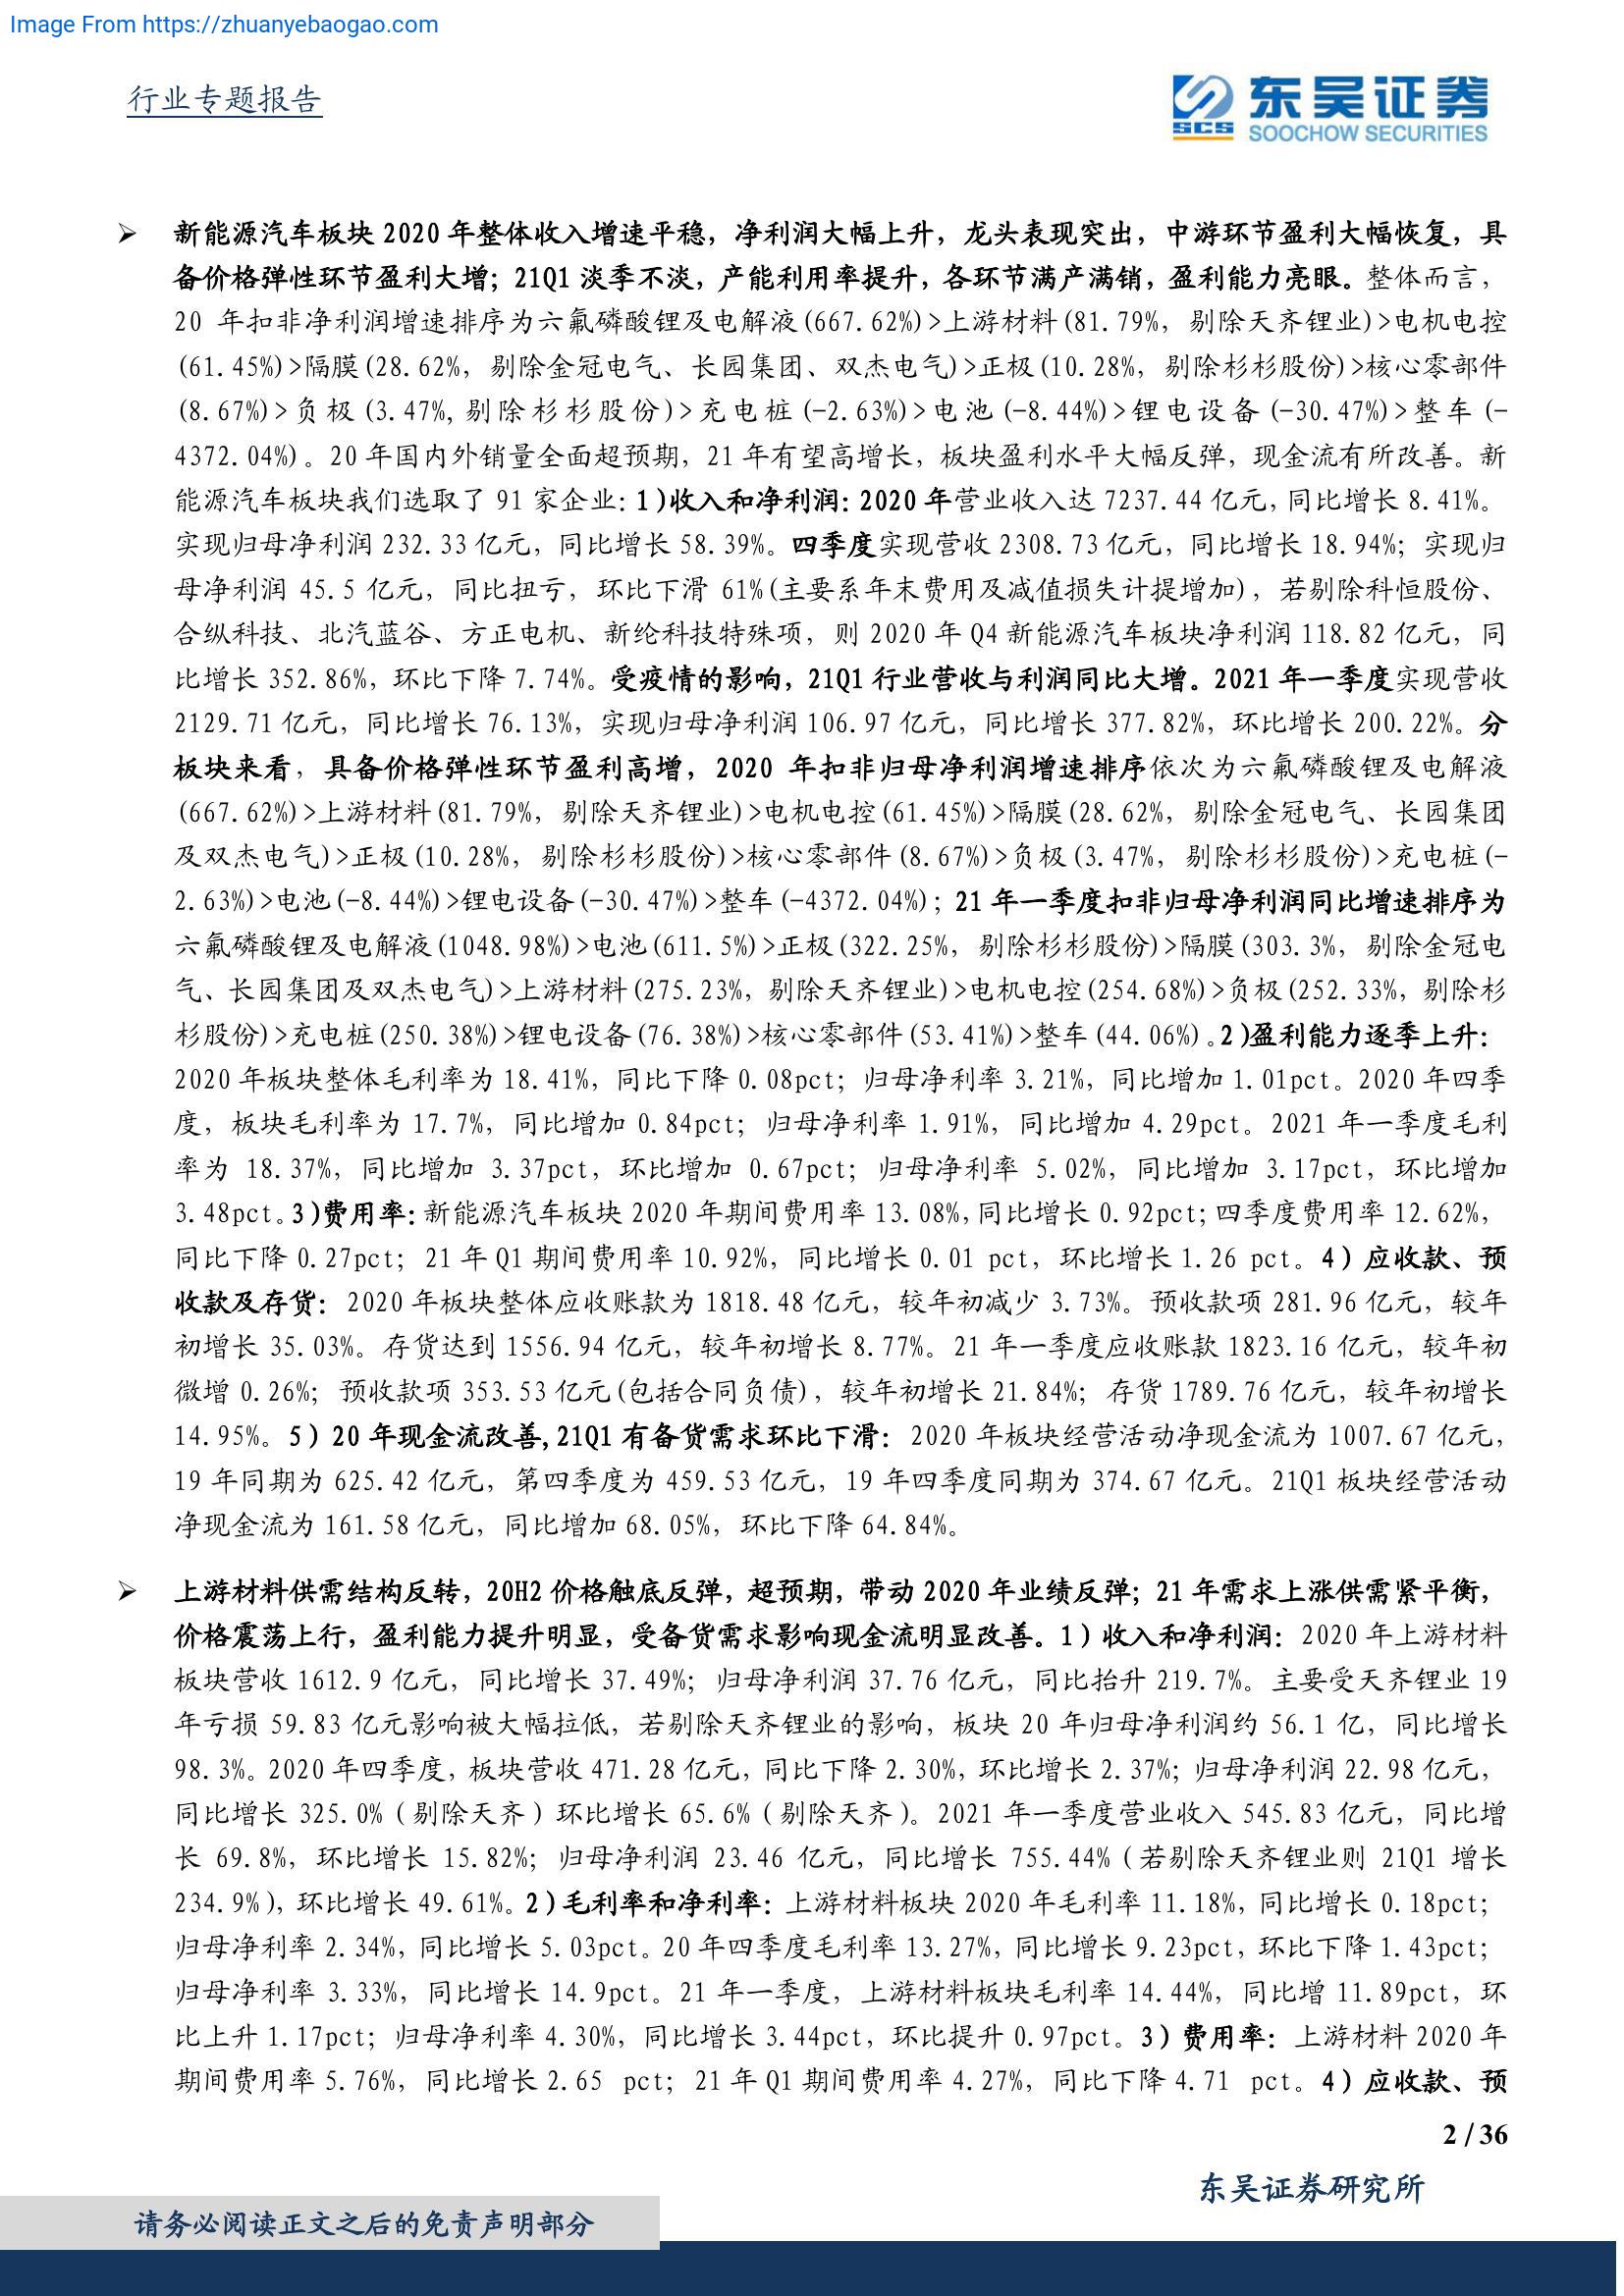 Image From https://zhuanyebaogao.com
行业专题报告
SCS
东吴证券
SOOCHOW SECURITIES
➢ 新能源汽车板块 2020 年整体收入增速平稳，净利润大幅上升，龙头表现突出，中游环节盈利大幅恢复，具
备价格弹性环节盈利大增；21Q1 淡季不淡，产能利用率提升，各环节满产满销，盈利能力亮眼。整体而言，
20 年扣非净利润增速排序为六氟磷酸锂及电解液(667.62%)>上游材料(81.79%，剔除天齐锂业)>电机电控
(61.45%)>隔膜(28.62%，剔除金冠电气、长园集团、双杰电气)>正极(10.28%，剔除杉杉股份)>核心零部件
(8.67%)>负极(3.47%,剔除杉杉股份)>充电桩(-2.63%)>电池(-8.44%)>锂电设备(-30.47%)>整车(-
4372.04%)。20 年国内外销量全面超预期，21 年有望高增长，板块盈利水平大幅反弹，现金流有所改善。新
能源汽车板块我们选取了 91 家企业：1)收入和净利润：2020 年营业收入达 7237.44 亿元，同比增长 8.41%。
实现归母净利润 232.33 亿元，同比增长 58.39%。四季度实现营收 2308.73 亿元，同比增长 18.94%；实现归
母净利润 45.5 亿元，同比扭亏，环比下滑 61%(主要系年末费用及减值损失计提增加)，若剔除科恒股份、
合纵科技、北汽蓝谷、方正电机、新纶科技特殊项，则 2020 年 Q4 新能源汽车板块净利润 118.82 亿元，同
比增长 352.86%，环比下降 7.74%。受疫情的影响，21Q1 行业营收与利润同比大增。2021 年一季度实现营收
2129.71 亿元，同比增长 76.13%，实现归母净利润 106.97 亿元，同比增长 377.82%，环比增长 200.22%。分
板块来看，具备价格弹性环节盈利高增，2020 年扣非归母净利润增速排序依次为六氟磷酸锂及电解液
(667.62%)>上游材料(81.79%，剔除天齐锂业)>电机电控(61.45%)>隔膜(28.62%，剔除金冠电气、长园集团
及双杰电气)>正极(10.28%，剔除杉杉股份)>核心零部件(8.67%)>负极(3.47%，剔除杉杉股份)>充电桩(-
2.63%)>电池(-8.44%)>锂电设备(-30.47%)>整车(-4372.04%)；21 年一季度扣非归母净利润同比增速排序为
六氟磷酸锂及电解液(1048.98%)>电池(611.5%)>正极(322.25%，剔除杉杉股份)>隔膜(303.3%，剔除金冠电
气、长园集团及双杰电气)>上游材料(275.23%，剔除天齐锂业)>电机电控(254.68%)>负极(252.33%，剔除杉
杉股份)>充电桩(250.38%)>锂电设备(76.38%)>核心零部件(53.41%)>整车(44.06%)。2)盈利能力逐季上升：
2020 年板块整体毛利率为 18.41%，同比下降 0.08pct；归母净利率 3.21%，同比增加 1.01pct。2020 年四季
度，板块毛利率为 17.7%，同比增加 0.84pct；归母净利率 1.91%，同比增加 4.29pct。2021 年一季度毛利
率为 18.37%，同比增加 3.37pct，环比增加 0.67pct；归母净利率 5.02%，同比增加 3.17pct，环比增加
3.48pct。3)费用率：新能源汽车板块 2020 年期间费用率 13.08%，同比增长 0.92pct；四季度费用率 12.62%，
同比下降 0.27pct；21 年 Q1 期间费用率 10.92%，同比增长 0.01 pct，环比增长 1.26 pct。4）应收款、预
收款及存货：2020 年板块整体应收账款为 1818.48 亿元，较年初减少 3.73%。预收款项 281.96 亿元，较年
初增长 35.03%。存货达到 1556.94 亿元，较年初增长 8.77%。21 年一季度应收账款 1823.16 亿元，较年初
微增 0.26%；预收款项 353.53 亿元(包括合同负债)，较年初增长 21.84%；存货 1789.76 亿元，较年初增长
14.95%。5）20 年现金流改善,21Q1 有备货需求环比下滑：2020 年板块经营活动净现金流为 1007.67 亿元，
19 年同期为 625.42 亿元，第四季度为 459.53 亿元，19 年四季度同期为 374.67 亿元。21Q1 板块经营活动
净现金流为 161.58 亿元，同比增加 68.05%，环比下降 64.84%。
➢ 上游材料供需结构反转，20H2 价格触底反弹，超预期，带动 2020 年业绩反弹；21 年需求上涨供需紧平衡，
价格震荡上行，盈利能力提升明显，受备货需求影响现金流明显改善。1）收入和净利润：2020 年上游材料
板块营收 1612.9 亿元，同比增长 37.49%；归母净利润 37.76 亿元，同比抬升 219.7%。主要受天齐锂业 19
年亏损 59.83 亿元影响被大幅拉低，若剔除天齐锂业的影响，板块 20 年归母净利润约 56.1 亿，同比增长
98.3%。2020 年四季度，板块营收 471.28 亿元，同比下降 2.30%，环比增长 2.37%；归母净利润 22.98 亿元，
同比增长 325.0%（剔除天齐）环比增长 65.6%（剔除天齐）。2021 年一季度营业收入 545.83 亿元，同比增
长 69.8%，环比增长 15.82%；归母净利润 23.46 亿元，同比增长 755.44%（若剔除天齐锂业则 21Q1 增长
234.9%），环比增长 49.61%。2）毛利率和净利率：上游材料板块 2020 年毛利率 11.18%，同比增长 0.18pct；
归母净利率 2.34%，同比增长 5.03pct。20 年四季度毛利率 13.27%，同比增长 9.23pct，环比下降 1.43pct；
归母净利率 3.33%，同比增长 14.9pct。21 年一季度，上游材料板块毛利率 14.44%，同比增 11.89pct，环
比上升 1.17pct；归母净利率 4.30%，同比增长 3.44pct，环比提升 0.97pct。3）费用率：上游材料 2020 年
期间费用率 5.76%，同比增长 2.65 pct；21 年 Q1 期间费用率 4.27%，同比下降 4.71 pct。4）应收款、预
2 / 36
东吴证券研究所
请务必阅读正文之后的免责声明部分